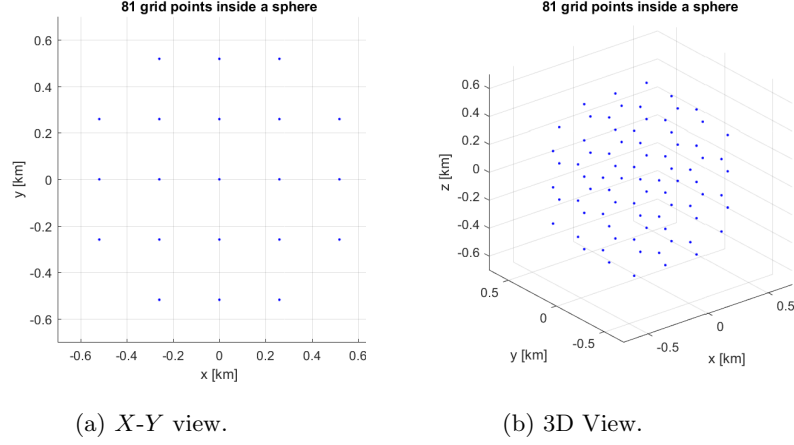 81 grid points inside a sphere
0.6
0.4
0.2
0
-0.2
-0.4
-0.6
y [km]
-0.6 -0.4 -0.2 0 0.2 0.4 0.6
x [km]
(a) X-Y view.
81 grid points inside a sphere
0.6
0.4
0.2
0
-0.2
-0.4
-0.6
z [km]
0.5
0
-0.5
y [km]
-0.5
0
0.5
x [km]
(b) 3D View.